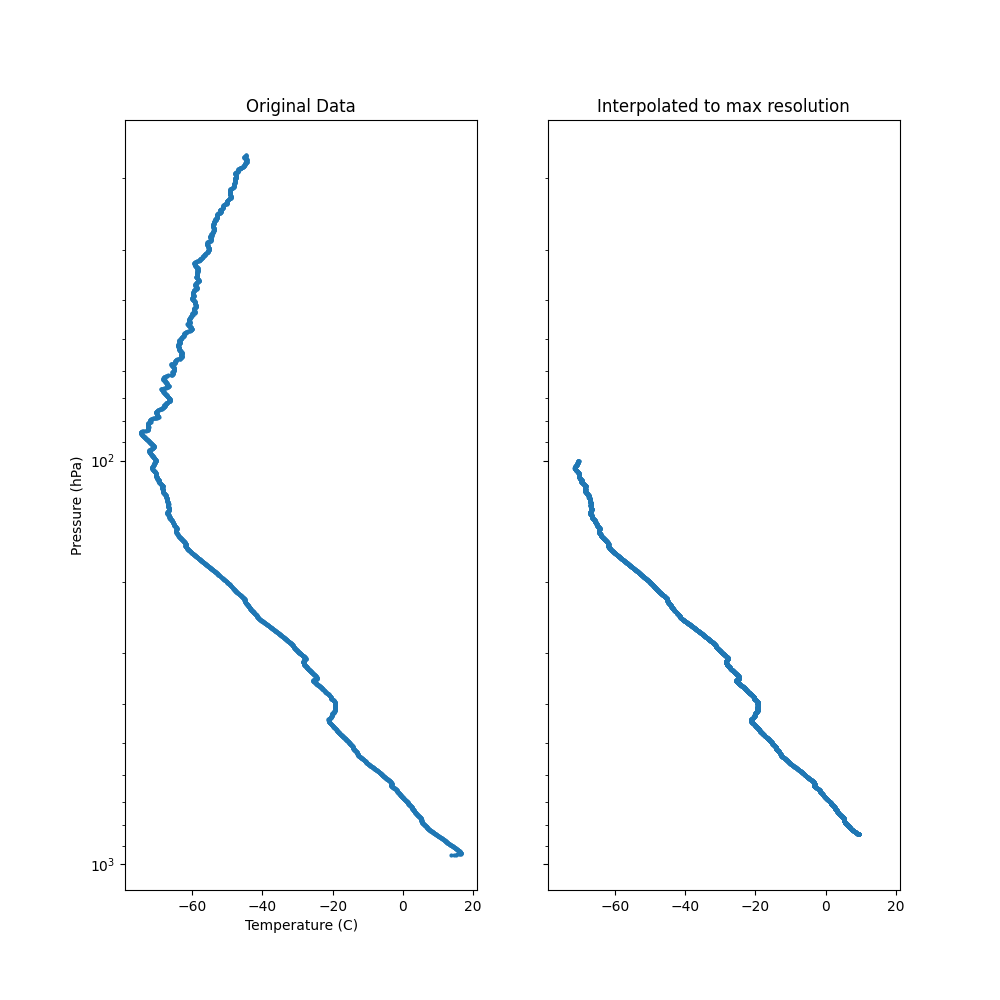 Original Data
Interpolated to max resolution
Pressure (hPa)
10²
10³
−60 −40 −20 0 20
Temperature (C)
−60 −40 −20 0 20